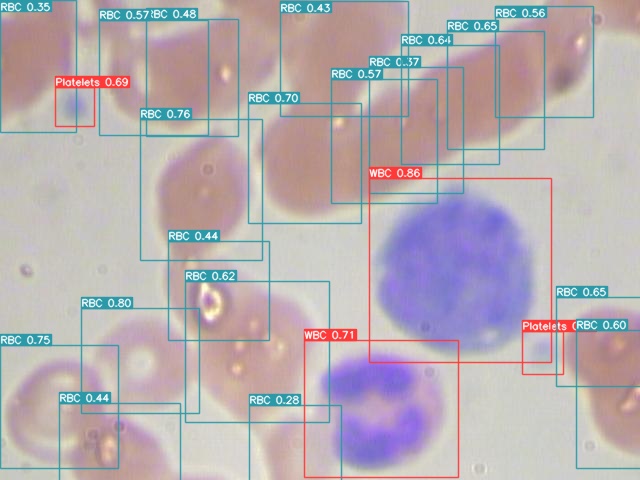 RBC 0.35
RBC 0.57
RBC 0.48
RBC 0.43
RBC 0.56
RBC 0.65
RBC 0.64
RBC 0.37
RBC 0.57
Platelets 0.69
RBC 0.70
RBC 0.76
WBC 0.86
RBC 0.44
RBC 0.62
RBC 0.65
RBC 0.80
Platelets
RBC 0.60
WBC 0.71
RBC 0.75
RBC 0.44
RBC 0.28